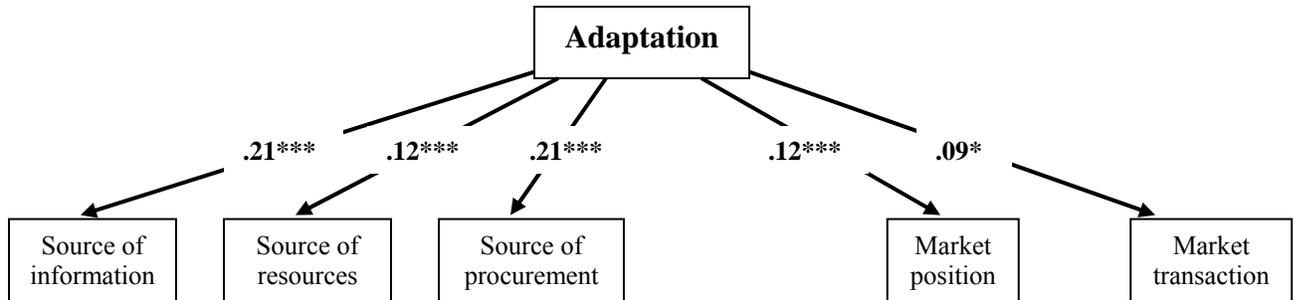 Adaptation
.21*** .12*** .21*** .12*** .09*
Source of
information
Source of
resources
Source of
procurement
Market
position
Market
transaction